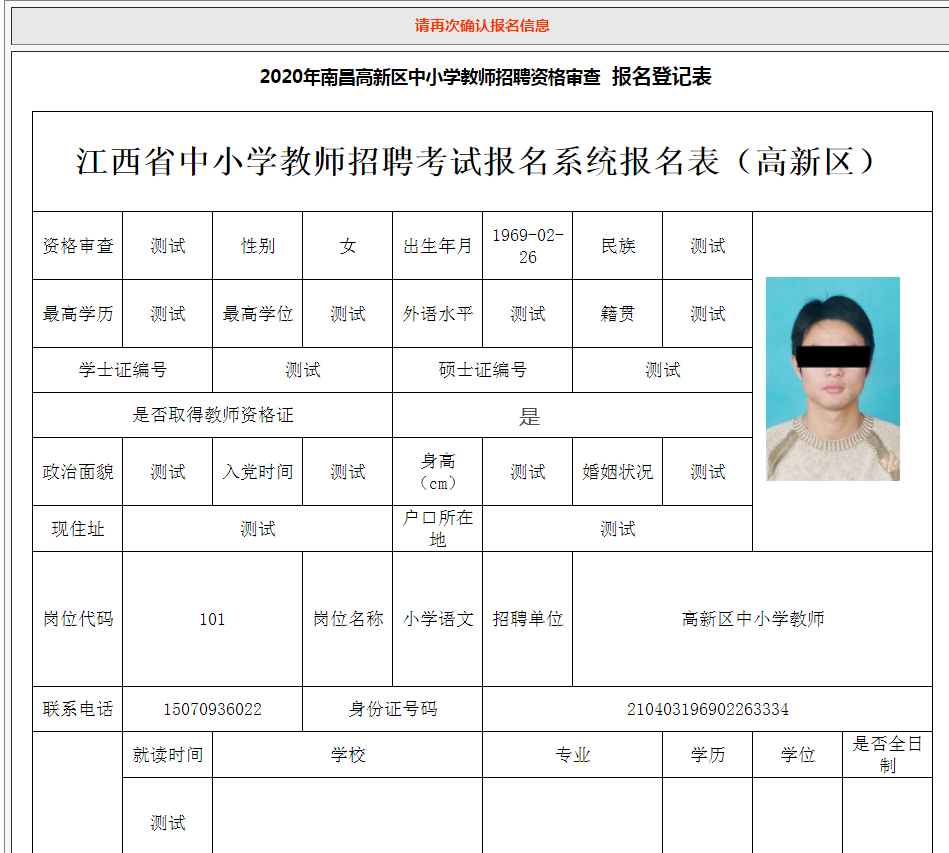 请再次确认报名信息
2020年南昌高新区中小学教师招聘资格审查 报名登记表
江西省中小学教师招聘考试报名系统报名表（高新区）
资格审查 测试 性别 女 出生年月 1969-02-26 民族 测试
最高学历 测试 最高学位 测试 外语水平 测试 籍贯 测试
学士证编号 测试 硕士证编号 测试
是否取得教师资格证 是
政治面貌 测试 入党时间 测试 身高（cm） 测试 婚姻状况 测试
现住址 测试 户口所在地 测试
岗位代码 101 岗位名称 小学语文 招聘单位 高新区中小学教师
联系电话 15070936022 身份证号码 210403196902263334
就读时间 学校 专业 学历 学位 是否全日制
测试